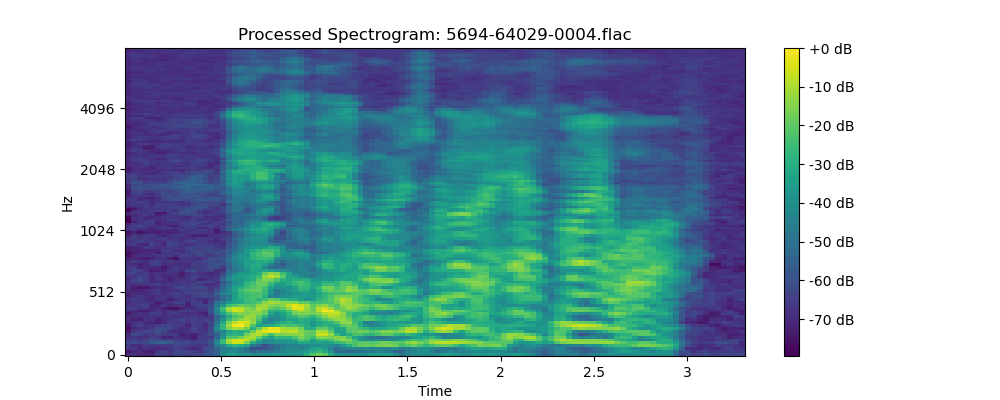 Processed Spectrogram: 5694-64029-0004.flac
Hz
4096
2048
1024
512
0
0 0.5 1 1.5 2 2.5 3
Time
+0 dB
-10 dB
-20 dB
-30 dB
-40 dB
-50 dB
-60 dB
-70 dB